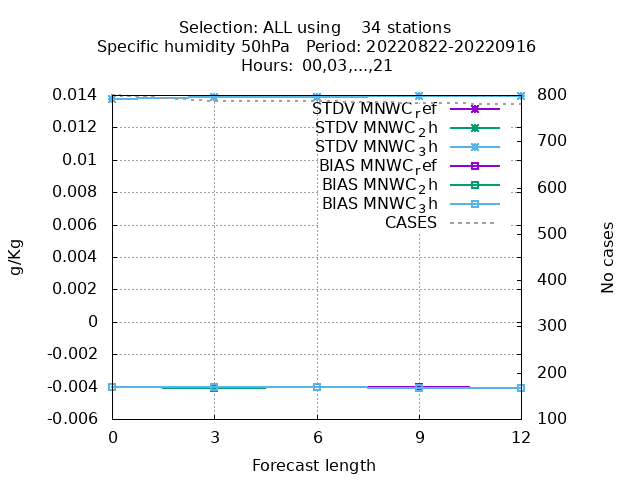 Selection: ALL using    34 stations
Specific humidity 50hPa   Period: 20220822-20220916
Hours:  00,03,...,21
0.014
0.012
0.01
0.008
0.006
0.004
0.002
0
-0.002
-0.004
-0.006
g/Kg
STDV MNWC_ref
STDV MNWC_2h
STDV MNWC_3h
BIAS MNWC_ref
BIAS MNWC_2h
BIAS MNWC_3h
CASES
800
700
600
500
400
300
200
100
No cases
0 3 6 9 12
Forecast length